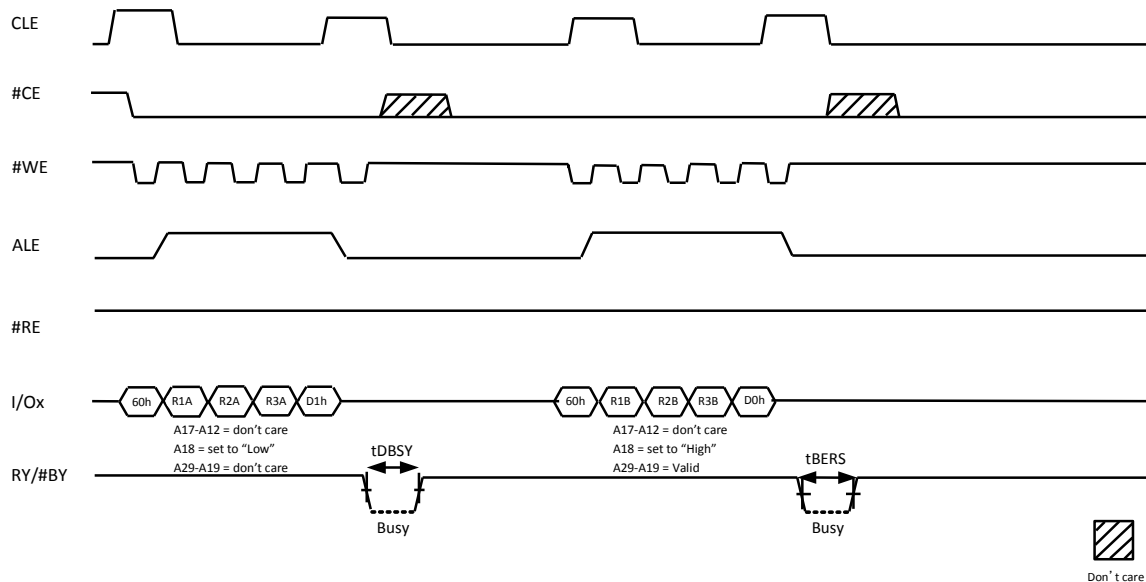 CLE
#CE
#WE
ALE
#RE
I/Ox
60h R1A R2A R3A D1h 60h R1B R2B R3B D0h
A17-A12 = don't care
A18 = set to "Low"
A29-A19 = don't care
A17-A12 = don't care
A18 = set to "High"
A29-A19 = Valid
RY/#BY
tDBSY
Busy
tBERS
Busy
Don't care